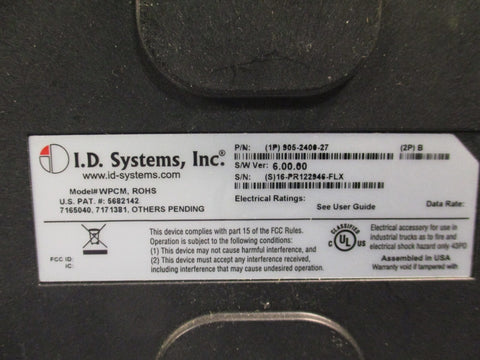 I.D. Systems, Inc.®
www.id-systems.com
Model# WPCM, ROHS
U.S. PAT. #: 5682142
7165040, 7171381, OTHERS PENDING
P/N: (1P) 905-2400-27 (2P) B
S/W Ver: 6.00.60
S/N: (S)16-PR122946-FLX
Electrical Ratings: See User Guide
This device complies with part 15 of the FCC Rules.
Operation is subject to the following conditions:
(1) This device may not cause harmful interference, and
(2) This device must accept any interference received,
including interference that may cause undesired operation.
FCC ID:
IC:
CLASSIFIED
C UL US
Electrical accessory for use in
industrial trucks as to fire and
electrical shock hazard only 43PD
Assembled in USA
Warranty void if tampered with